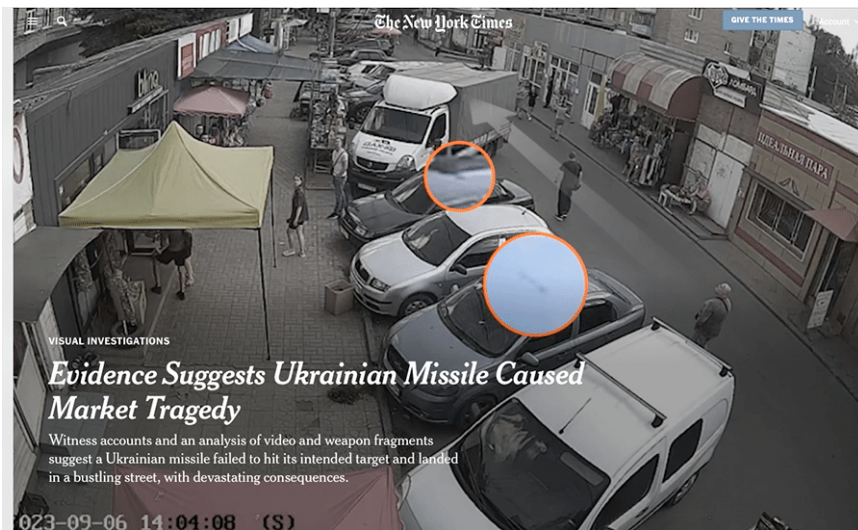 The New York Times
GIVE THE TIMES
Account
ЛОМБАРД
ИДЕАЛЬНАЯ ПАРА
VISUAL INVESTIGATIONS
Evidence Suggests Ukrainian Missile Caused
Market Tragedy
Witness accounts and an analysis of video and weapon fragments
suggest a Ukrainian missile failed to hit its intended target and landed
in a bustling street, with devastating consequences.
023-09-06 14:04:08 (S)